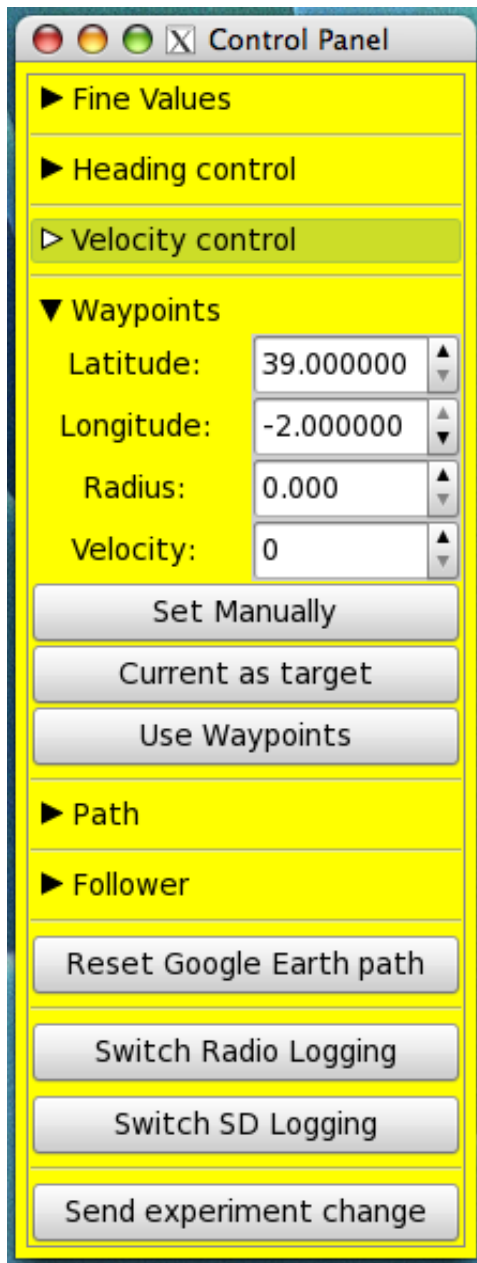 Control Panel
Fine Values
Heading control
Velocity control
Waypoints
Latitude: 39.000000
Longitude: -2.000000
Radius: 0.000
Velocity: 0
Set Manually
Current as target
Use Waypoints
Path
Follower
Reset Google Earth path
Switch Radio Logging
Switch SD Logging
Send experiment change